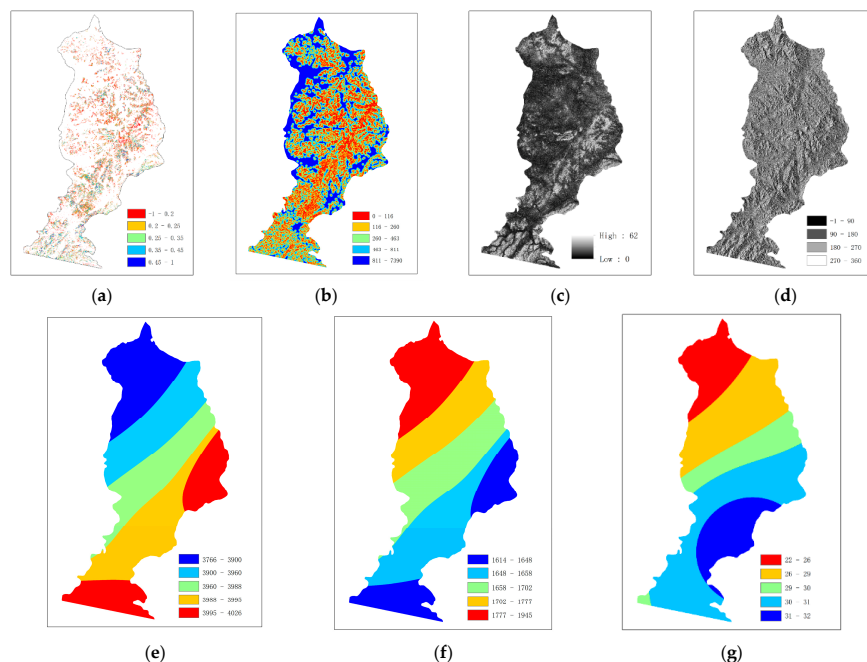 -1 - 0.2
0.2 - 0.25
0.25 - 0.35
0.35 - 0.45
0.45 - 1
(a)
0 - 116
116 - 260
260 - 463
463 - 811
811 - 7390
(b)
High : 62
Low : 0
(c)
-1 - 90
90 - 180
180 - 270
270 - 360
(d)
3766 - 3900
3900 - 3960
3960 - 3988
3988 - 3995
3995 - 4026
(e)
1614 - 1648
1648 - 1658
1658 - 1702
1702 - 1777
1777 - 1945
(f)
22 - 26
26 - 29
29 - 30
30 - 31
31 - 32
(g)